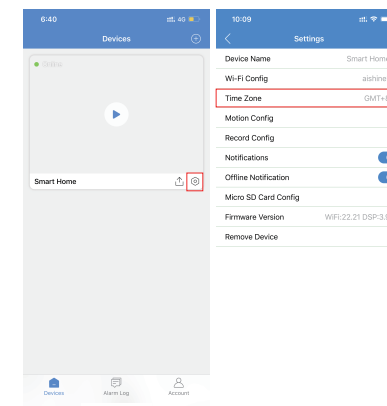 6:40
4G
Devices
Smart Home
Devices
Alarm Log
Account
10:09
Settings
Device Name
Smart Home
Wi-Fi Config
aishine
Time Zone
GMT+
Motion Config
Record Config
Notifications
Offline Notification
Micro SD Card Config
Firmware Version
WiFi:22.21 DSP:3.
Remove Device